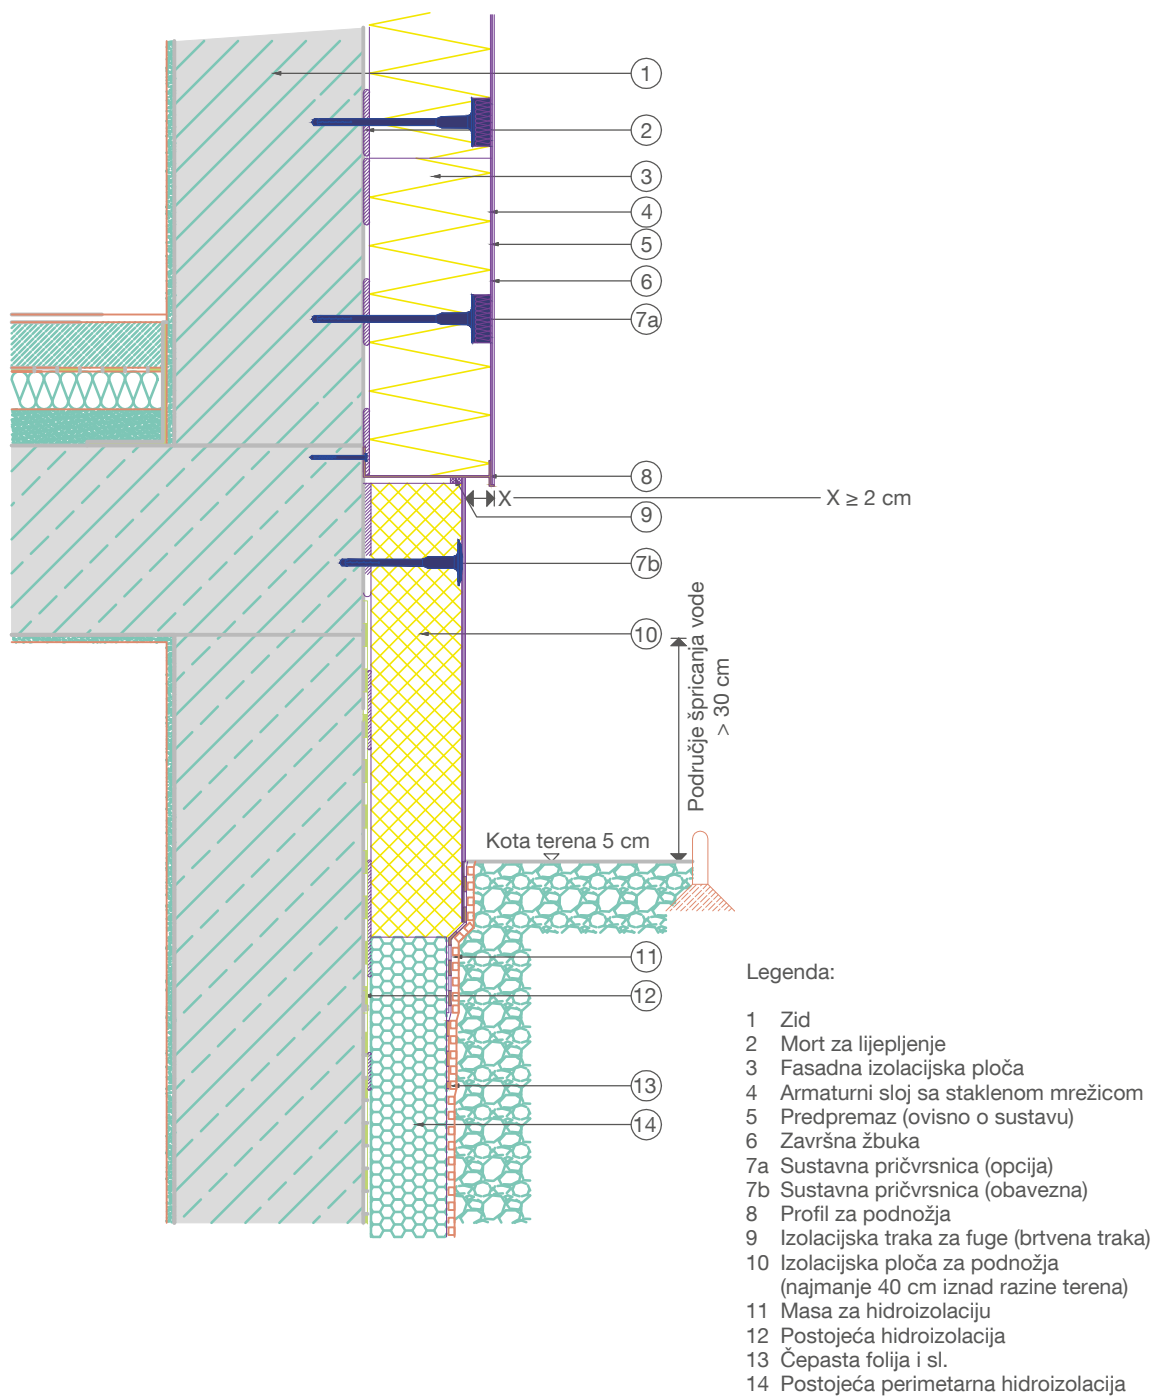 1
2
3
4
5
6
7a
8
X
X ≥ 2 cm
9
7b
10
Područje špricanja vode
> 30 cm
Kota terena 5 cm
11
12
13
14
Legenda:
1 Zid
2 Mort za lijepljenje
3 Fasadna izolacijska ploča
4 Armaturni sloj sa staklenom mrežicom
5 Predpremaz (ovisno o sustavu)
6 Završna žbuka
7a Sustavna pričvrsnica (opcija)
7b Sustavna pričvrsnica (obavezna)
8 Profil za podnožja
9 Izolacijska traka za fuge (brtvena traka)
10 Izolacijska ploča za podnožja
(najmanje 40 cm iznad razine terena)
11 Masa za hidroizolaciju
12 Postojeća hidroizolacija
13 Čepasta folija i sl.
14 Postojeća perimetarna hidroizolacija